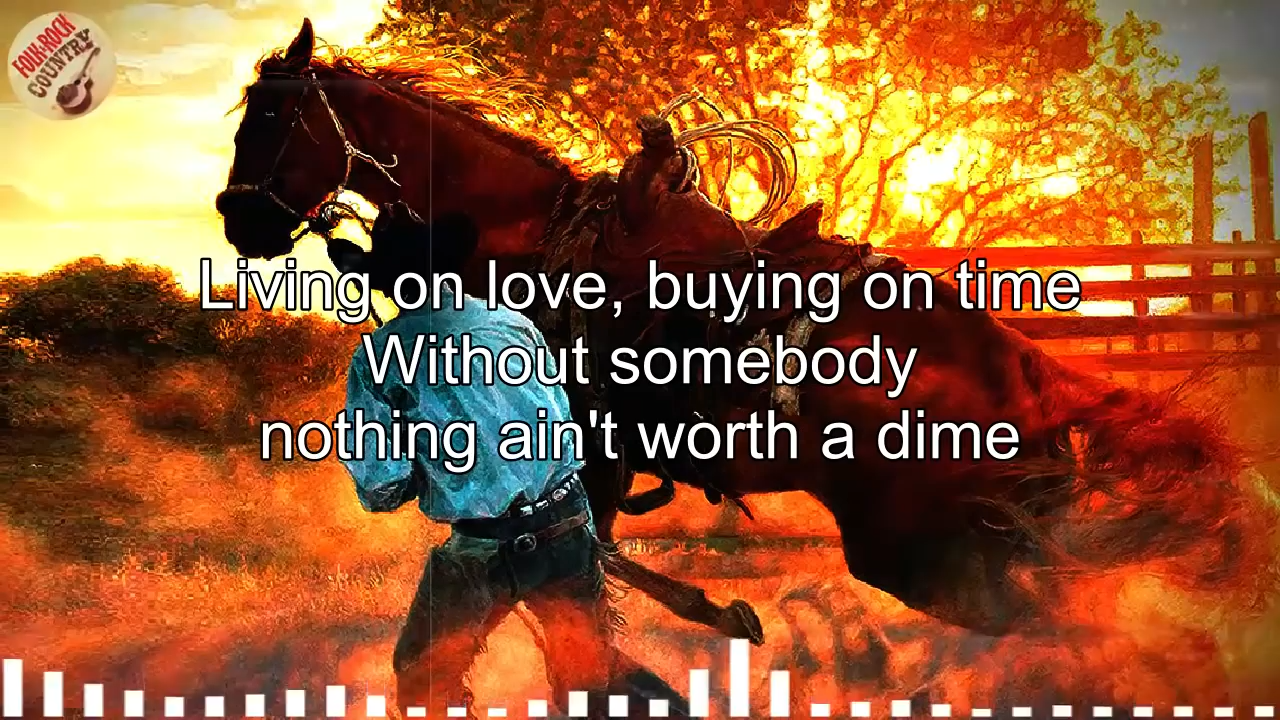 FOLK-ROCK
COUNTRY
Living on love, buying on time
Without somebody
nothing ain't worth a dime